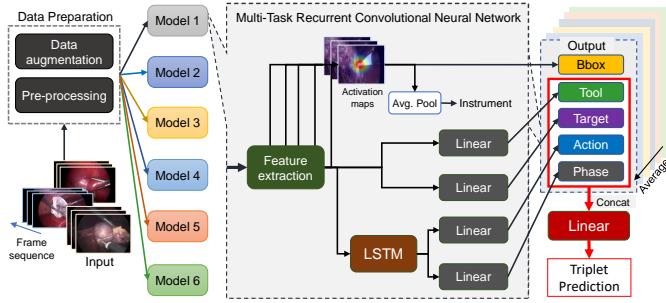 Data Preparation
Data
augmentation
Pre-processing
Frame
sequence
Input
Model 1
Model 2
Model 3
Model 4
Model 5
Model 6
Multi-Task Recurrent Convolutional Neural Network
Activation
maps
Avg. Pool
Instrument
Feature
extraction
Linear
Linear
LSTM
Linear
Linear
Output
Bbox
Tool
Target
Action
Phase
Average
Concat
Linear
Triplet
Prediction